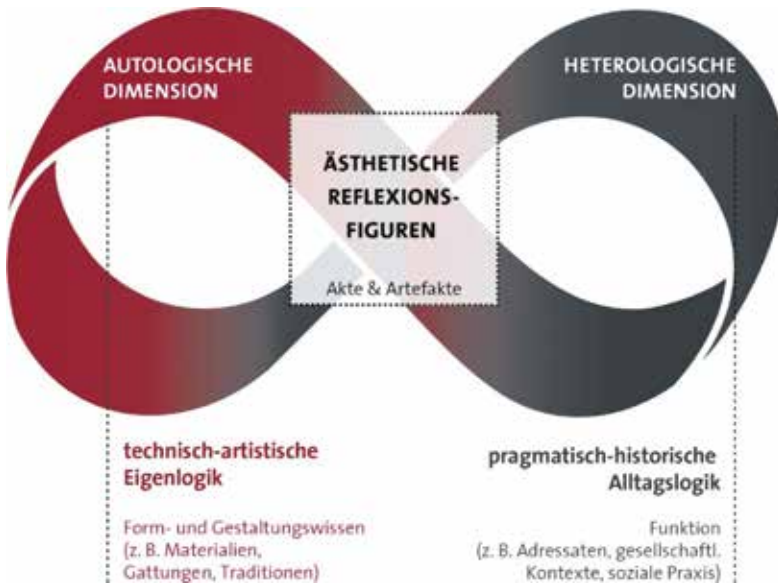 AUTOLOGISCHE
DIMENSION
HETEROLOGISCHE
DIMENSION
ÄSTHETISCHE
REFLEXIONS-
FIGUREN
Akte & Artefakte
technisch-artistische
Eigenlogik
Form- und Gestaltungswissen
(z. B. Materialien,
Gattungen, Traditionen)
pragmatisch-historische
Alltagslogik
Funktion
(z. B. Adressaten, gesellschaftl.
Kontexte, soziale Praxis)